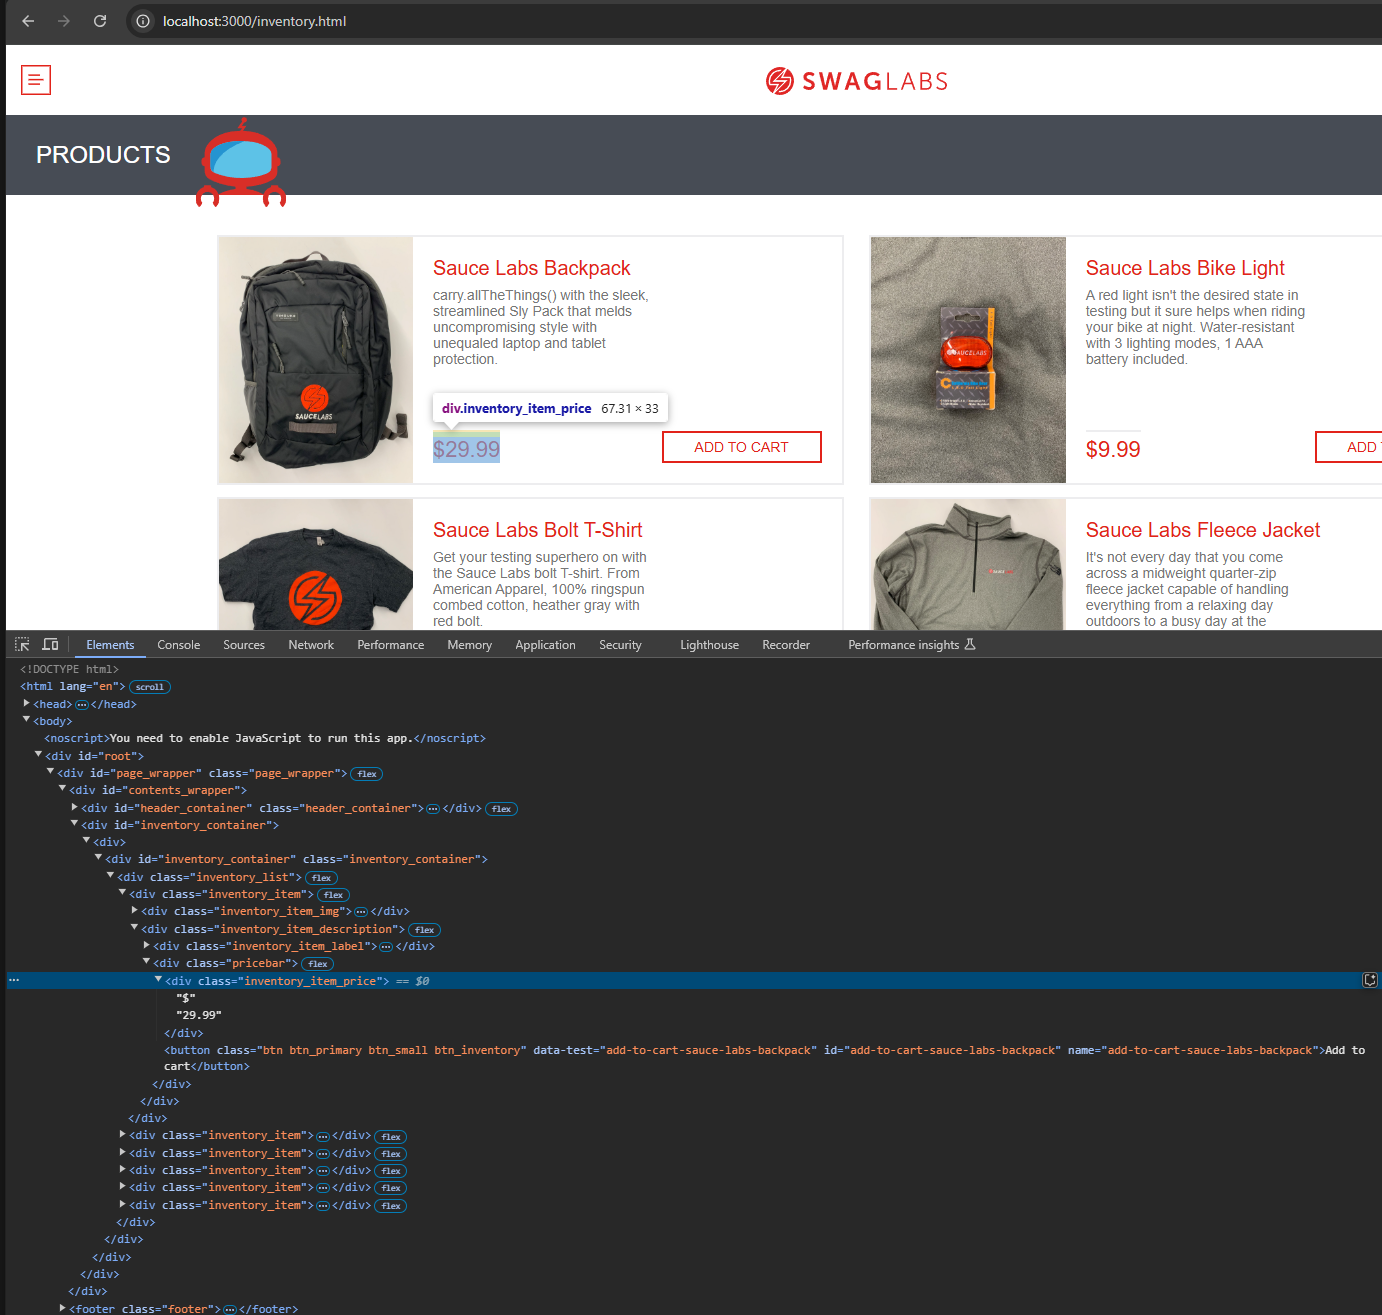 localhost:3000/inventory.html
SWAGLABS
PRODUCTS
Sauce Labs Backpack
carry.allTheThings() with the sleek,
streamlined Sly Pack that melds
uncompromising style with
unequaled laptop and tablet
protection.
SAUCELABS
div.inventory_item_price 67.31 × 33
$29.99
ADD TO CART
Sauce Labs Bike Light
A red light isn't the desired state in
testing but it sure helps when riding
your bike at night. Water-resistant
with 3 lighting modes, 1 AAA
battery included.
SAUCELABS
$9.99
ADD
Sauce Labs Bolt T-Shirt
Get your testing superhero on with
the Sauce Labs bolt T-shirt. From
American Apparel, 100% ringspun
combed cotton, heather gray with
red bolt.
Sauce Labs Fleece Jacket
It's not every day that you come
across a midweight quarter-zip
fleece jacket capable of handling
everything from a relaxing day
outdoors to a busy day at the
Elements Console Sources Network Performance Memory Application Security Lighthouse Recorder Performance insights
<!DOCTYPE html>
<html lang="en"> scroll
<head> ... </head>
<body>
<noscript>You need to enable JavaScript to run this app.</noscript>
<div id="root">
<div id="page_wrapper" class="page_wrapper"> flex
<div id="contents_wrapper">
<div id="header_container" class="header_container"> ... </div> flex
<div id="inventory_container">
<div>
<div id="inventory_container" class="inventory_container">
<div class="inventory_list"> flex
<div class="inventory_item"> flex
<div class="inventory_item_img"> ... </div>
<div class="inventory_item_description"> flex
<div class="inventory_item_label"> ... </div>
<div class="pricebar"> flex
... <div class="inventory_item_price"> == $0
"$"
"29.99"
</div>
<button class="btn btn_primary btn_small btn_inventory" data-test="add-to-cart-sauce-labs-backpack" id="add-to-cart-sauce-labs-backpack" name="add-to-cart-sauce-labs-backpack">Add to
cart</button>
</div>
</div>
</div>
<div class="inventory_item"> ... </div> flex
<div class="inventory_item"> ... </div> flex
<div class="inventory_item"> ... </div> flex
<div class="inventory_item"> ... </div> flex
<div class="inventory_item"> ... </div> flex
</div>
</div>
</div>
</div>
</div>
<footer class="footer"> ... </footer>